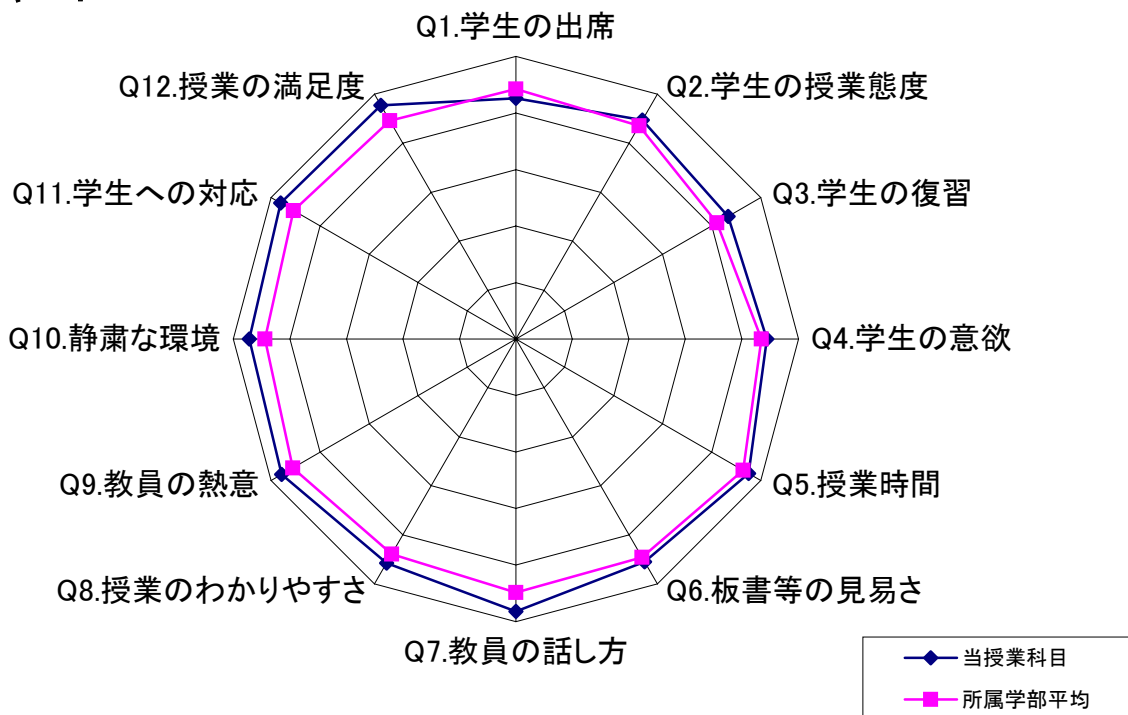 Q1.学生の出席
Q2.学生の授業態度
Q3.学生の復習
Q4.学生の意欲
Q5.授業時間
Q6.板書等の見易さ
Q7.教員の話し方
Q8.授業のわかりやすさ
Q9.教員の熱意
Q10.静粛な環境
Q11.学生への対応
Q12.授業の満足度
当授業科目
所属学部平均